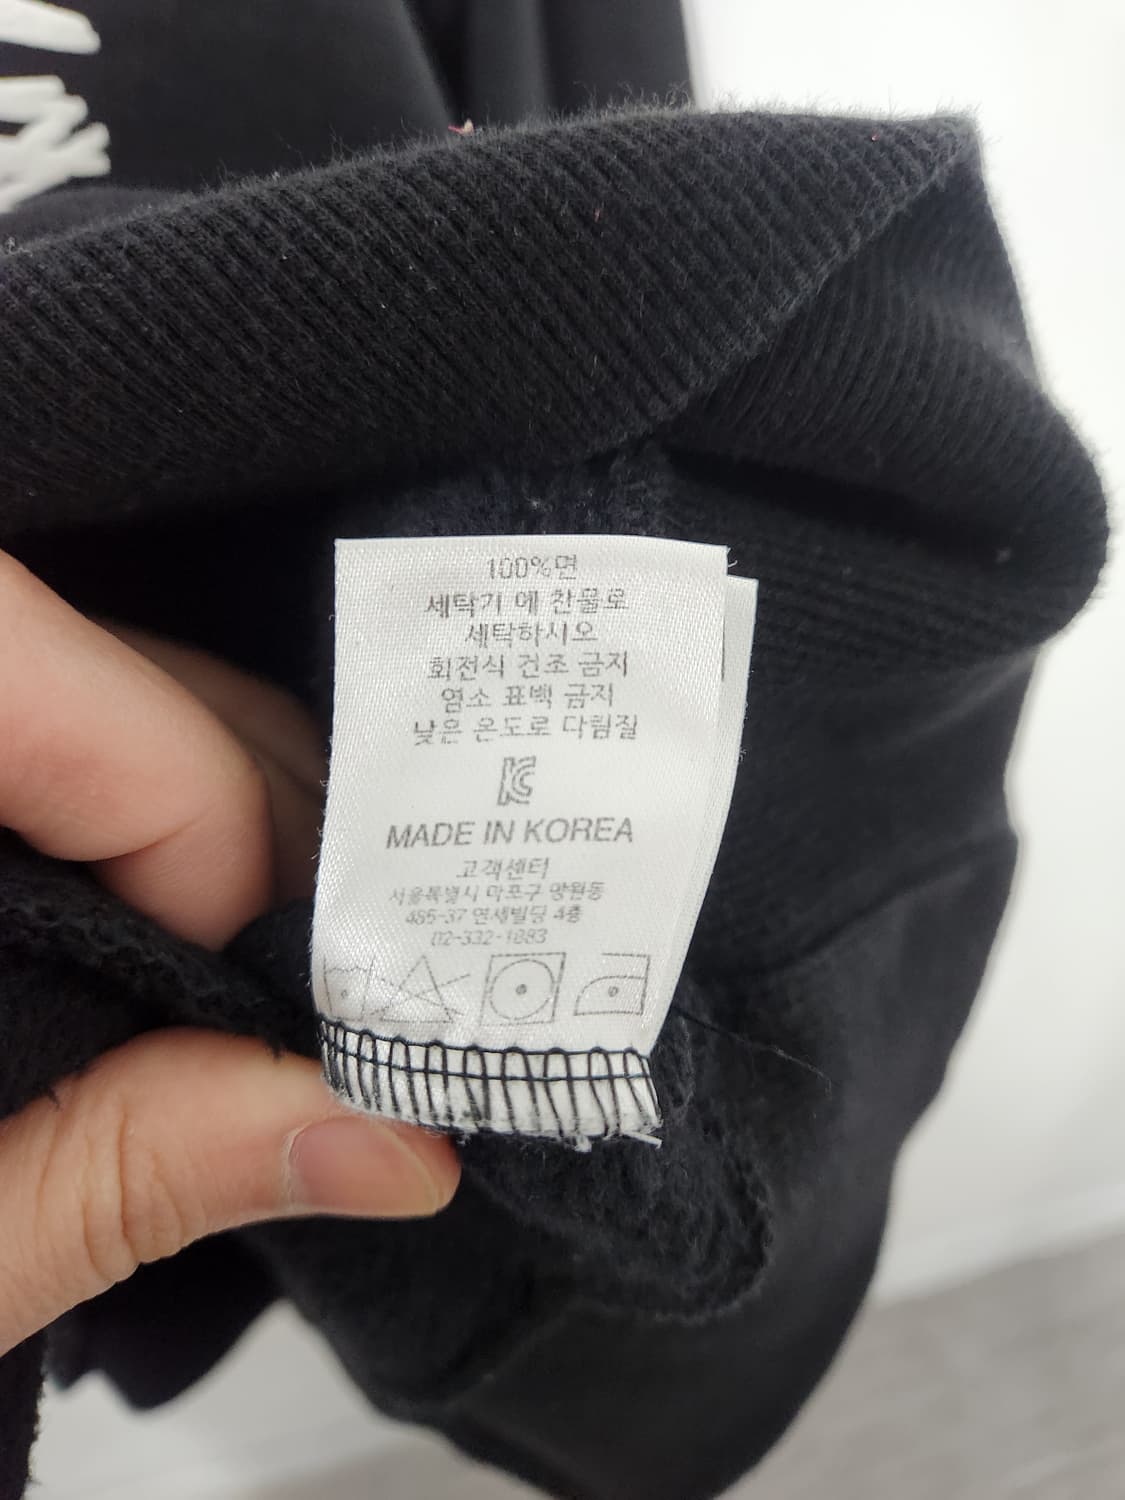 100%면
세탁기 에 찬물로
세탁하시오
회전식 건조 금지
염소 표백 금지
낮은 온도로 다림질
KC
MADE IN KOREA
고객센터
서울특별시 마포구 망원동
485-37 연세빌딩 4층
02-332-1883